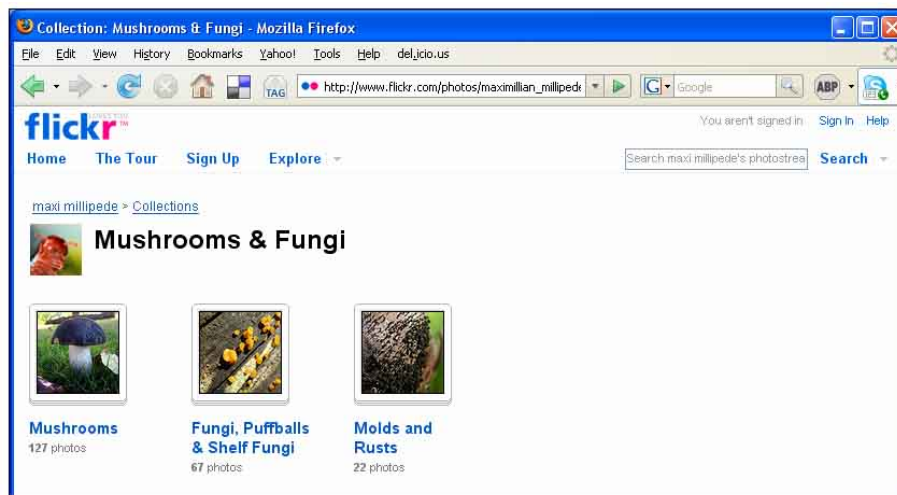 Collection: Mushrooms & Fungi - Mozilla Firefox
File Edit View History Bookmarks Yahoo! Tools Help del.icio.us
TAG http://www.flickr.com/photos/maximillian_millipede G Google ABP
flickr You aren't signed in Sign In Help
Home The Tour Sign Up Explore Search maxi millipede's photostrea Search
maxi millipede > Collections
Mushrooms & Fungi
Mushrooms
127 photos
Fungi, Puffballs
& Shelf Fungi
67 photos
Molds and
Rusts
22 photos